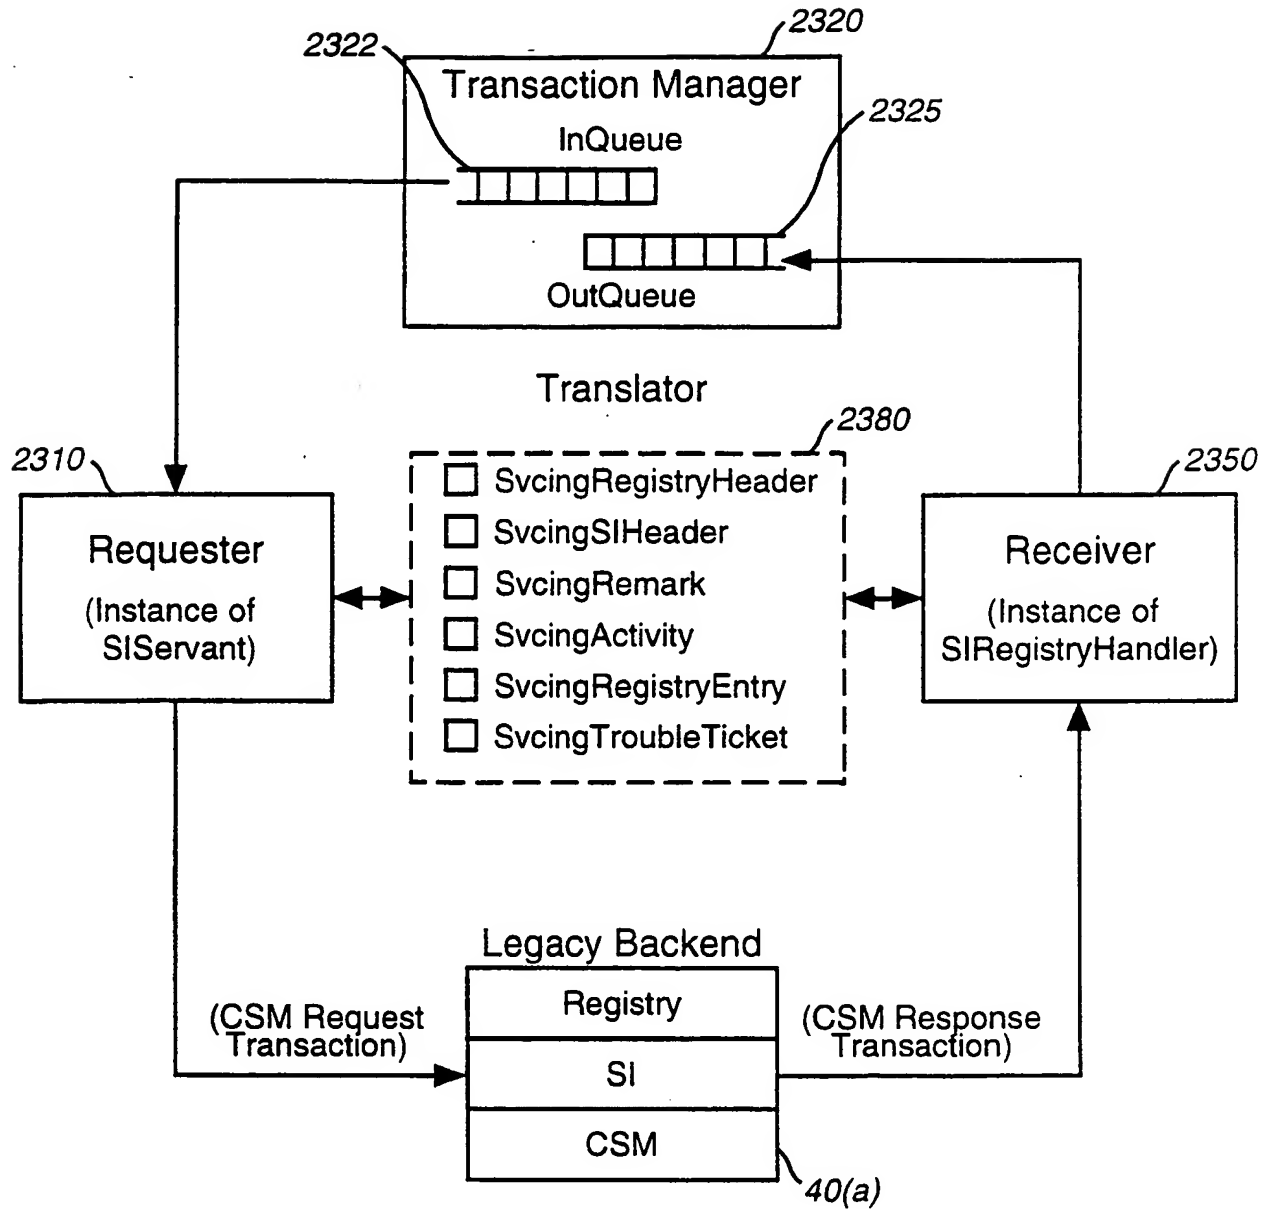 2320
2322
Transaction Manager
2325
InQueue
OutQueue
Translator
2380
2310
2350
SvcingRegistryHeader
SvcingSIHeader
SvcingRemark
SvcingActivity
SvcingRegistryEntry
SvcingTroubleTicket
Requester
(Instance of
SIServant)
Receiver
(Instance of
SIRegistryHandler)
Legacy Backend
Registry
SI
CSM
(CSM Request
Transaction)
(CSM Response
Transaction)
40(a)